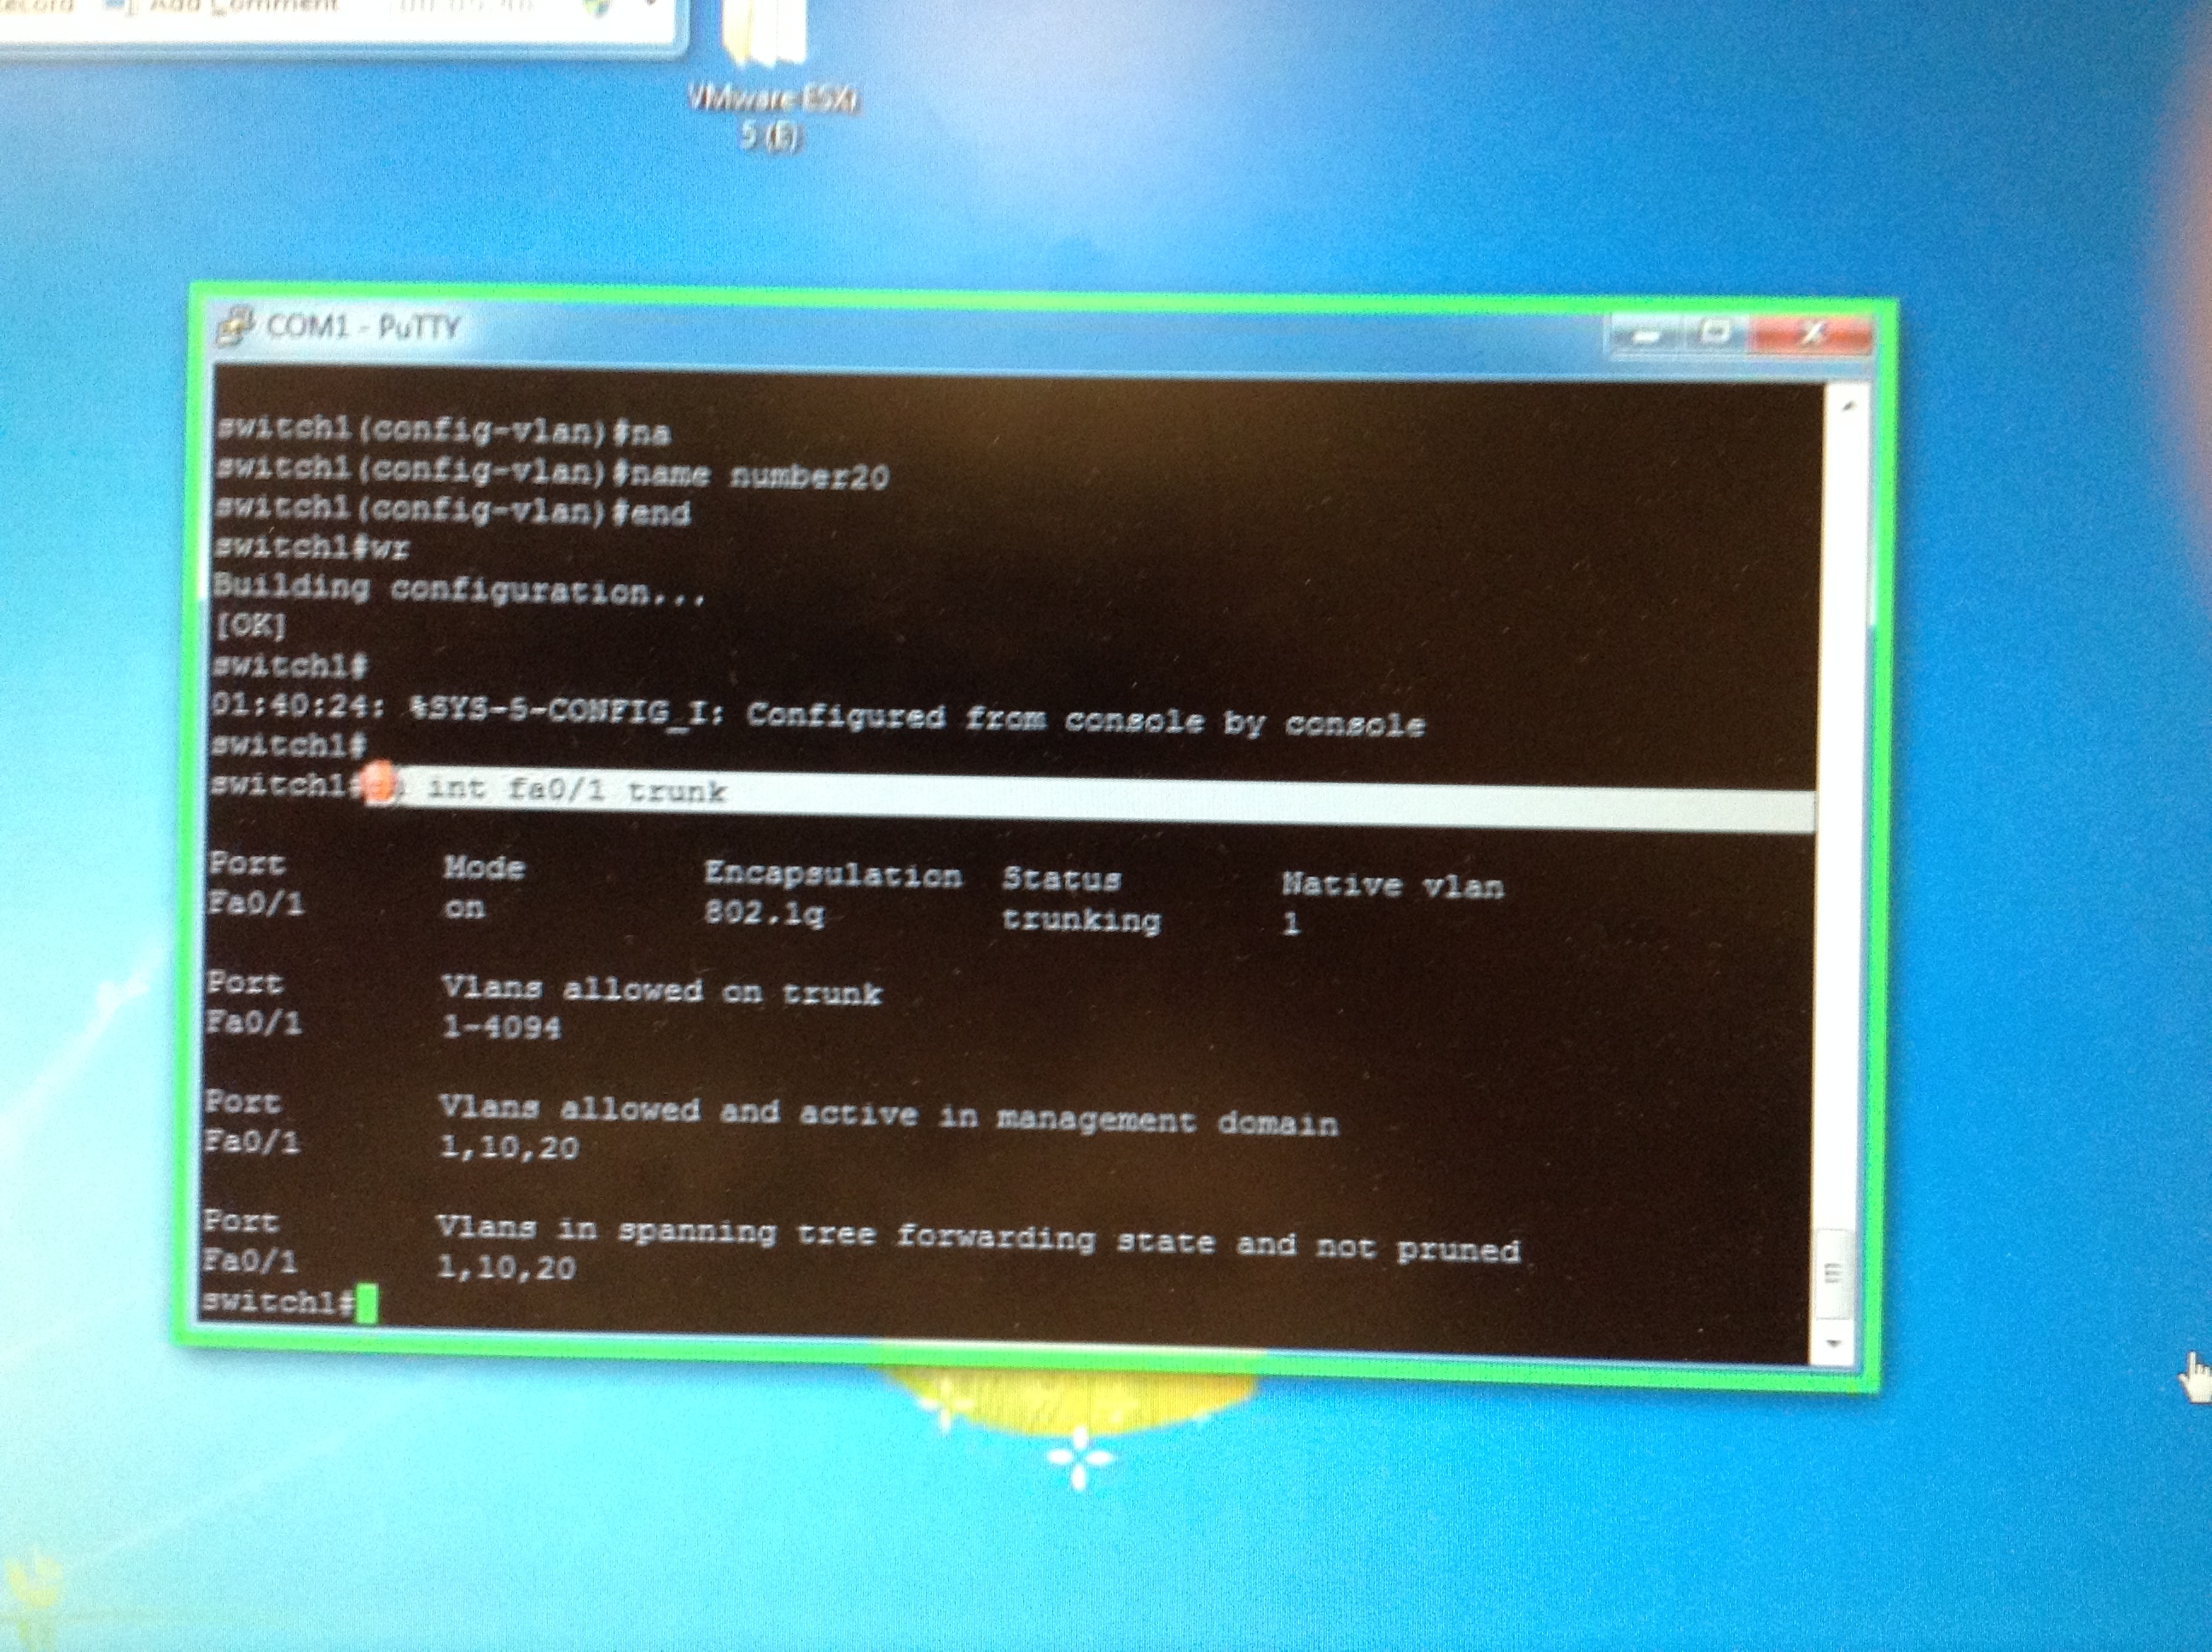 Add Comment
VMware ESXi
5 (E)
COM1 - PuTTY
switch1(config-vlan)#na
switch1(config-vlan)#name number20
switch1(config-vlan)#end
switch1#wr
Building configuration...
[OK]
switch1#
01:40:24: %SYS-5-CONFIG_I: Configured from console by console
switch1#
switch1# int fa0/1 trunk
Port Mode Encapsulation Status Native vlan
Fa0/1 on 802.1q trunking 1
Port Vlans allowed on trunk
Fa0/1 1-4094
Port Vlans allowed and active in management domain
Fa0/1 1,10,20
Port Vlans in spanning tree forwarding state and not pruned
Fa0/1 1,10,20
switch1#